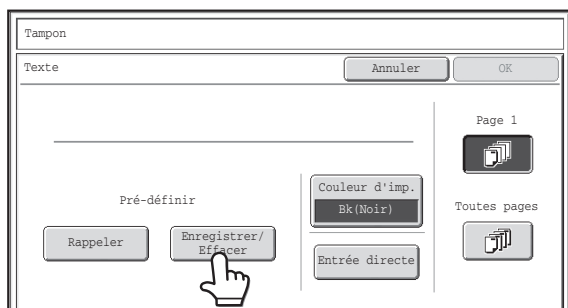 Tampon
Texte
Annuler
OK
Page 1
Pré-définir
Couleur d'imp.
Bk(Noir)
Toutes pages
Rappeler
Enregistrer/
Effacer
Entrée directe